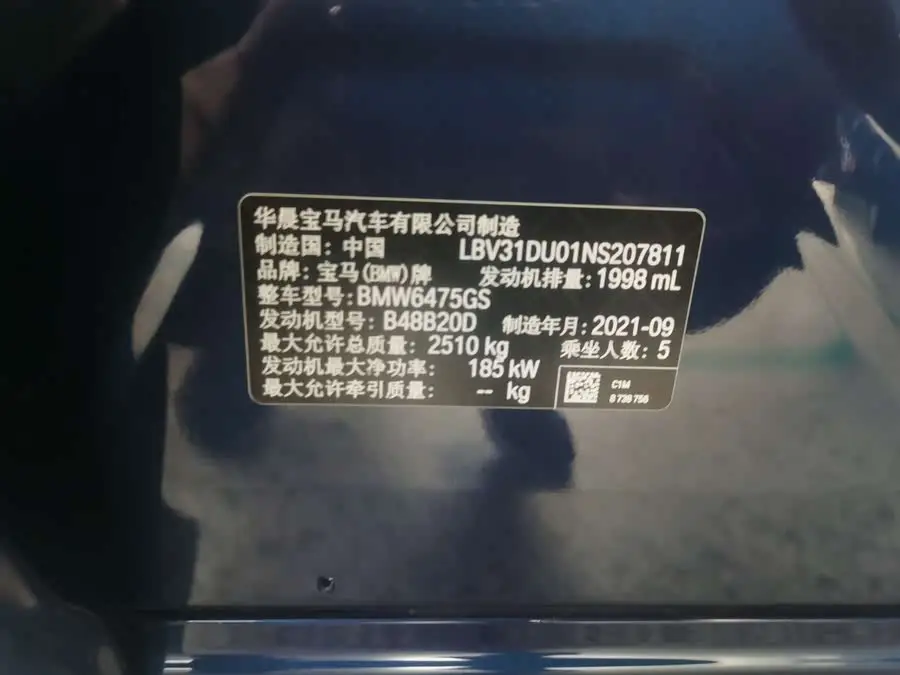 华晨宝马汽车有限公司制造
制造国：中国 LBV31DU01NS207811
品牌：宝马(BMW)牌 发动机排量：1998 mL
整车型号：BMW6475GS
发动机型号：B48B20D 制造年月：2021-09
最大允许总质量：2510 kg 乘坐人数：5
发动机最大净功率：185 kW
最大允许牵引质量：-- kg
C1M
8 736 756